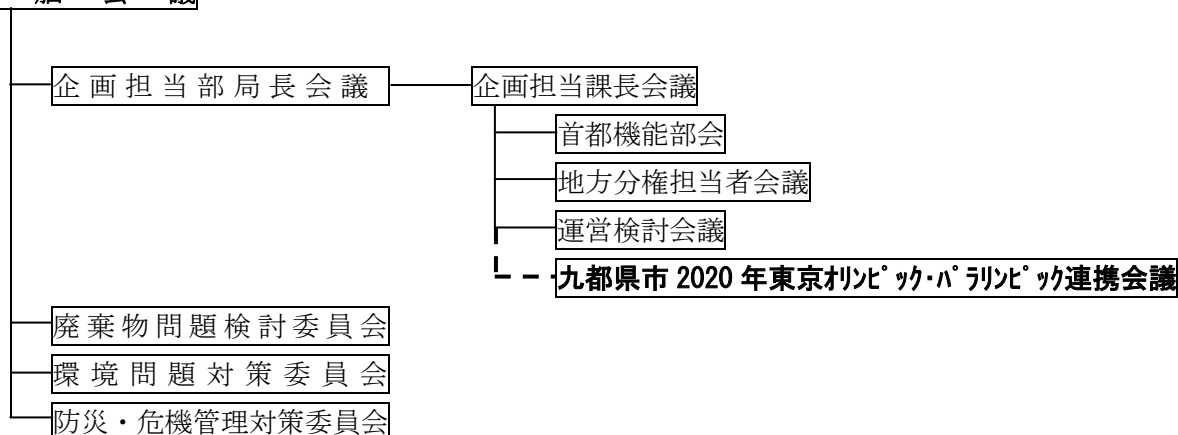 企画担当部局長会議
企画担当課長会議
首都機能部会
地方分権担当者会議
運営検討会議
九都県市 2020 年東京ｵﾘﾝﾋﾟｯｸ・ﾊﾟﾗﾘﾝﾋﾟｯｸ連携会議
廃棄物問題検討委員会
環境問題対策委員会
防災・危機管理対策委員会